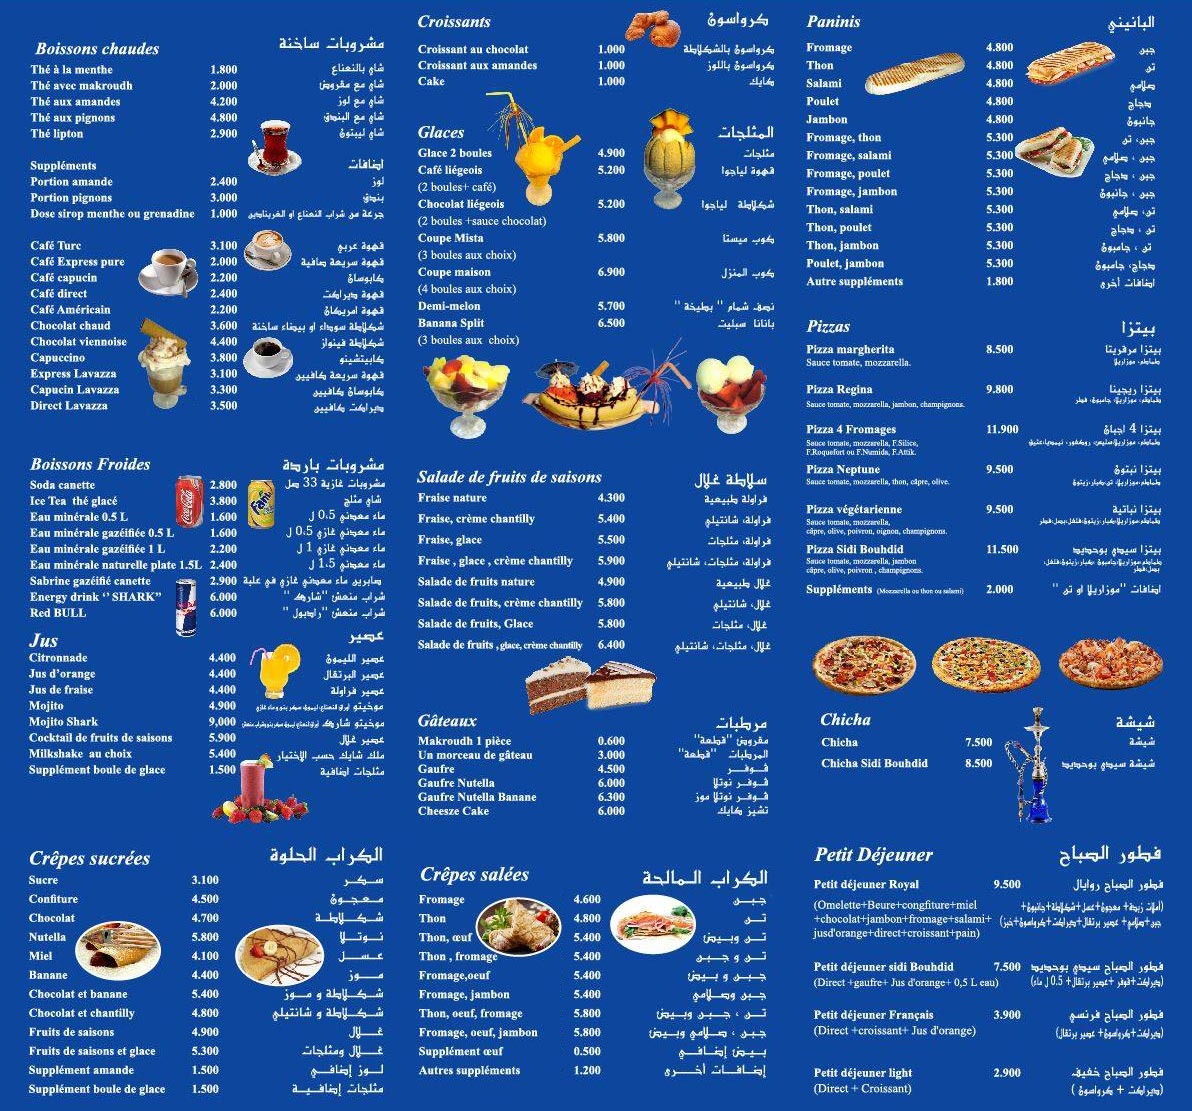 Boissons chaudes مشروبات ساخنة
Thé à la menthe 1.800 شاي بالنعناع
Thé avec makroudh 2.000 شاي مع مقروض
Thé aux amandes 4.200 شاي مع لوز
Thé aux pignons 4.800 شاي مع البندق
Thé lipton 2.900 شاي ليبتون
Suppléments اضافات
Portion amande 2.400 لوز
Portion pignons 3.000 بندق
Dose sirop menthe ou grenadine 1.000 جرعة من شراب النعناع او الغرينادين
Café Turc 3.100 قهوة عربي
Café Express pure 2.000 قهوة سريعة صافية
Café capucin 2.200 كابوسان
Café direct 2.400 قهوة ديراكت
Café Américain 2.200 قهوة امريكان
Chocolat chaud 3.600 شكلاطة سوداء او بيضاء ساخنة
Chocolat viennoise 4.400 شكلاطة فينواز
Capuccino 3.800 كابيتشينو
Express Lavazza 3.100 قهوة سريعة كافيين
Capucin Lavazza 3.300 كابوسان كافيين
Direct Lavazza 3.500 ديراكت كافيين
Boissons Froides مشروبات باردة
Soda canette 2.800 مشروبات غازية 33 صل
Ice Tea thé glacé 3.800 شاي مثلج
Eau minérale 0.5 L 1.600 ماء معدني 0،5 ل
Eau minérale gazéifiée 0.5 L 1.600 ماء معدني غازي 0،5 ل
Eau minérale gazéifiée 1 L 2.200 ماء معدني غازي 1 ل
Eau minérale naturelle plate 1.5L 2.400 ماء معدني 1،5 ل
Sabrine gazéifié canette 2.900 صابرين ماء معدني غازي في علبة
Energy drink ‘’ SHARK” 6.000 شراب منعش "شارك"
Red BULL 6.000 شراب منعش "رادبول"
Jus عصير
Citronnade 4.400 عصير الليمون
Jus d’orange 4.400 عصير البرتقال
Jus de fraise 4.400 عصير فراولة
Mojito 4.900 موخيتو
Mojito Shark 9,000 موخيتو شارك
Cocktail de fruits de saisons 5.900 عصير غلال
Milkshake au choix 5.400 ملك شايك حسب الإختيار
Supplément boule de glace 1.500 مثلجات اضافية
Crêpes sucrées الكراب الحلوة
Sucre 3.100 سكر
Confiture 4.500 معجون
Chocolat 4.700 شكلاطة
Nutella 5.800 نوتلا
Miel 4.100 عسل
Banane 4.400 موز
Chocolat et banane 5.400 شكلاطة و موز
Chocolat et chantilly 4.800 شكلاطة و شانتيلي
Fruits de saisons 4.900 غلال
Fruits de saisons et glace 5.300 غلال ومثلجات
Supplément amande 1.500 لوز إضافي
Supplément boule de glace 1.500 مثلجات إضافية
Croissants كرواسون
Croissant au chocolat 1.000 كرواسون بالشكلاطة
Croissant aux amandes 1.000 كرواسون باللوز
Cake 1.000 كايك
Glaces المثلجات
Glace 2 boules 4.900 مثلجات
Café liégeois 5.200 قهوة لياجوا
(2 boules+ café)
Chocolat liégeois 5.200 شكلاطة لياجوا
(2 boules +sauce chocolat)
Coupe Mista 5.800 كوب ميستا
(3 boules aux choix)
Coupe maison 6.900 كوب المنزل
(4 boules aux choix)
Demi-melon 5.700 نصف شمام "بطيخة"
Banana Split 6.500 بانانا سبليت
(3 boules aux choix)
Salade de fruits de saisons سلاطة غلال
Fraise nature 4.300 فراولة طبيعية
Fraise, crème chantilly 5.400 فراولة، شانتيلي
Fraise, glace 5.500 فراولة، مثلجات
Fraise , glace , crème chantilly 5.900 فراولة، مثلجات، شانتيلي
Salade de fruits nature 4.900 غلال طبيعية
Salade de fruits, crème chantilly 5.800 غلال، شانتيلي
Salade de fruits, Glace 5.800 غلال، مثلجات
Salade de fruits , glace, crème chantilly 6.400 غلال، مثلجات، شانتيلي
Gâteaux مرطبات
Makroudh 1 pièce 0.600 مقروض "قطعة"
Un morceau de gâteau 3.000 المرطبات "قطعة"
Gaufre 4.500 ڤوفر
Gaufre Nutella 6.000 ڤوفر نوتلا
Gaufre Nutella Banane 6.300 ڤوفر نوتلا موز
Cheesze Cake 6.000 تشيز كايك
Crêpes salées الكراب المالحة
Fromage 4.600 جبن
Thon 4.800 تن
Thon, œuf 5.400 تن وبيض
Thon , fromage 5.400 تن و جبن
Fromage,oeuf 5.400 جبن و بيض
Fromage, jambon 5.400 جبن وصلامي
Thon, oeuf, fromage 5.800 تن ، جبن وبيض
Fromage, oeuf, jambon 5.800 جبن ، صلامي وبيض
Supplément œuf 0.500 بيض إضافي
Autres suppléments 1.200 إضافات أخرى
Paninis البانيني
Fromage 4.800 جبن
Thon 4.800 تن
Salami 4.800 صلامي
Poulet 4.800 دجاج
Jambon 4.800 جانبون
Fromage, thon 5.300 جبن، تن
Fromage, salami 5.300 جبن ، صلامي
Fromage, poulet 5.300 جبن ، دجاج
Fromage, jambon 5.300 جبن ، جانبون
Thon, salami 5.300 تن، صلامي
Thon, poulet 5.300 تن ، دجاج
Thon, jambon 5.300 تن ، جامبون
Poulet, jambon 5.300 دجاج، جامبون
Autre suppléments 1.800 اضافات أخرى
Pizzas بيتزا
Pizza margherita 8.500 بيتزا مرقريتا
Sauce tomate, mozzarella. طماطم، موزاريلا
Pizza Regina 9.800 بيتزا ريجينا
Sauce tomate, mozzarella, jambon, champignons. طماطم، موزاريلا، جامبون، فطر
Pizza 4 Fromages 11.900 بيتزا 4 اجبان
Sauce tomate, mozzarella, F.Silice,
F.Roquefort ou F.Numida, F.Attik.
Pizza Neptune 9.500 بيتزا نبتون
Sauce tomate, mozzarella, thon, câpre, olive. طماطم، موزاريلا، تن،كبار،زيتون
Pizza végétarienne 9.500 بيتزا نباتية
Sauce tomate, mozzarella, طماطم موزاريلا،كبار،زيتون،فلفل،بصل،فطر
câpre, olive, poivron, oignon, champignons.
Pizza Sidi Bouhdid 11.500 بيتزا سيدي بوحديد
Sauce tomate, mozzarella, jambon طماطم موزاريلا،جامبون ،كبار،زيتون،فلفل،
câpre, olive, poivron , champignons. بصل،فطر
Suppléments (Mozzarella ou thon ou salami) 2.000 اضافات "موزاريلا او تن"
Chicha شيشة
Chicha 7.500 شيشة
Chicha Sidi Bouhdid 8.500 شيشة سيدي بوحديد
Petit Déjeuner فطور الصباح
Petit déjeuner Royal 9.500 فطور الصباح روايال
(Omelette+Beure+congfiture+miel (أملات زبدة+معجون+عسل+شكلاطة+جانبون+
+chocolat+jambon+fromage+salami+ جبن+صلامي+ عصير برتقال+ديراكت+كرواسون+خبز)
jusd'orange+direct+croissant+pain)
Petit déjeuner sidi Bouhdid 7.500 فطور الصباح سيدي بوحديد
(Direct +gaufre+ Jus d'orange+ 0,5 L eau) (ديراكت+ڤوفر +عصير برتقال+ 0.5 ل ماء)
Petit déjeuner Français 3.900 فطور الصباح فرنسي
(Direct +croissant+ Jus d'orange) (ديراكت+كرواسون+ عصير برتقال)
Petit déjeuner light 2.900 فطور الصباح خفيف
(Direct + Croissant) (ديراكت + كرواسون)